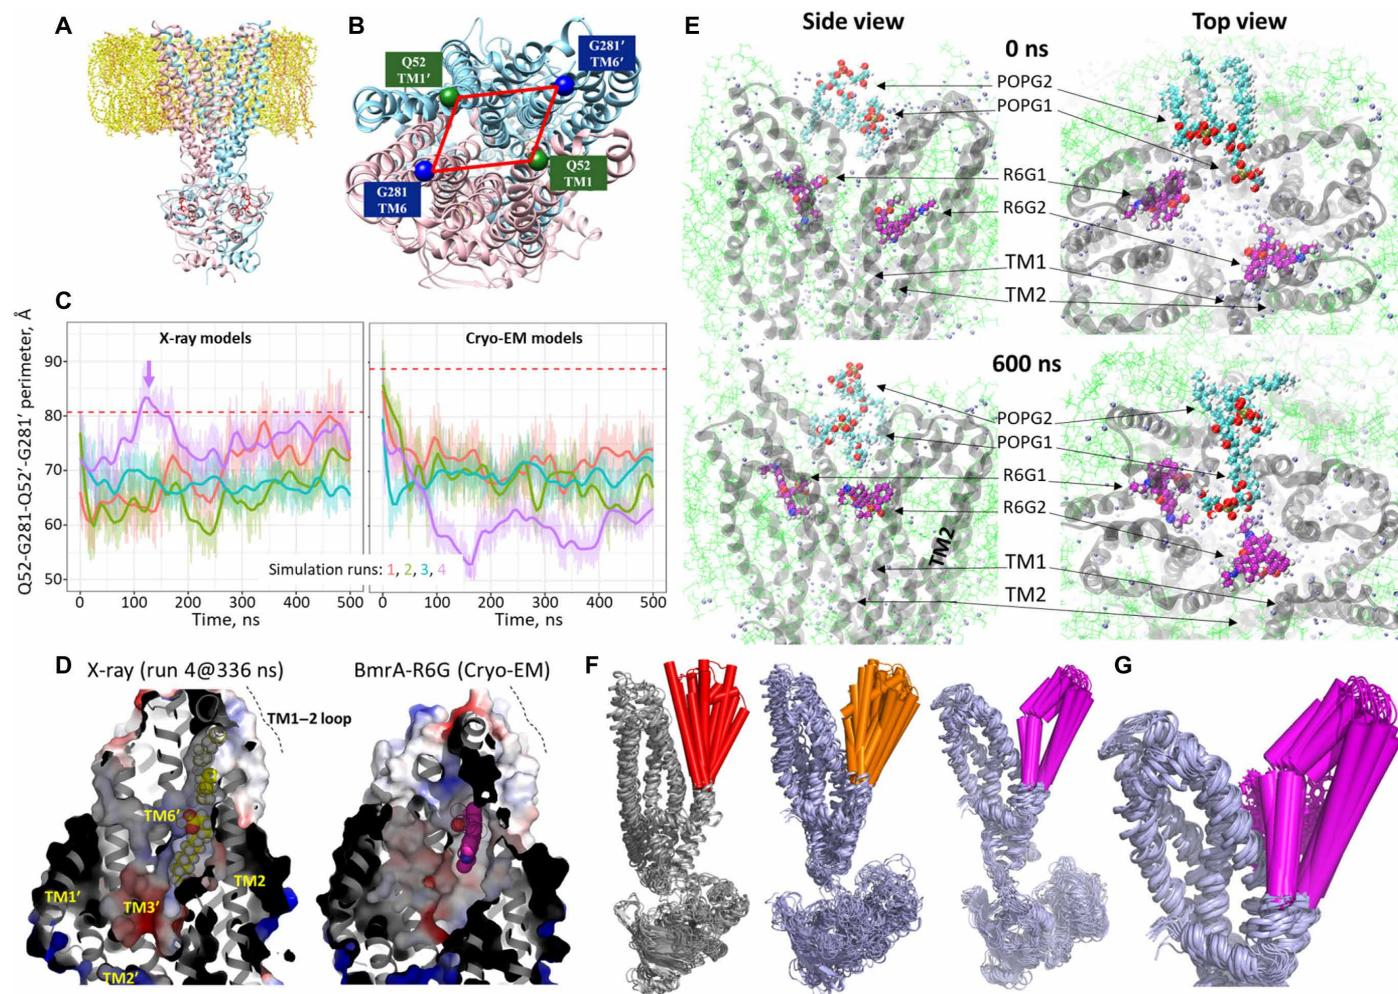 A
B
Q52
TM1′
G281′
TM6′
G281
TM6
Q52
TM1
C
Q52-G281-Q52′-G281′ perimeter, Å
X-ray models
Cryo-EM models
90
80
70
60
50
Simulation runs: 1, 2, 3, 4
0 100 200 300 400 500
0 100 200 300 400 500
Time, ns
Time, ns
D
X-ray (run 4@336 ns)
BmrA-R6G (Cryo-EM)
TM1–2 loop
TM6′
TM1′
TM3′
TM2
TM2′
E
Side view
Top view
0 ns
POPG2
POPG1
R6G1
R6G2
TM1
TM2
600 ns
POPG2
POPG1
R6G1
R6G2
TM2
TM1
TM2
F
G